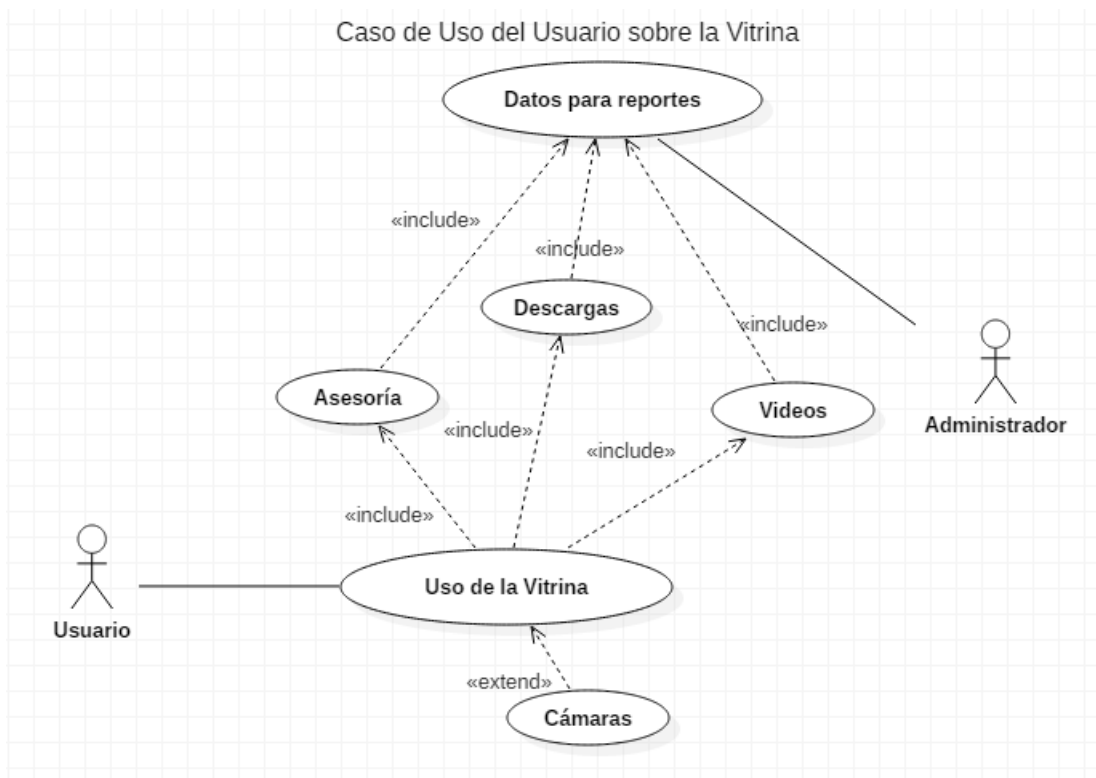 Caso de Uso del Usuario sobre la Vitrina
Datos para reportes
«include»
«include»
Descargas
«include»
Asesoría
Videos
Administrador
«include»
«include»
«include»
Uso de la Vitrina
Usuario
«extend»
Cámaras